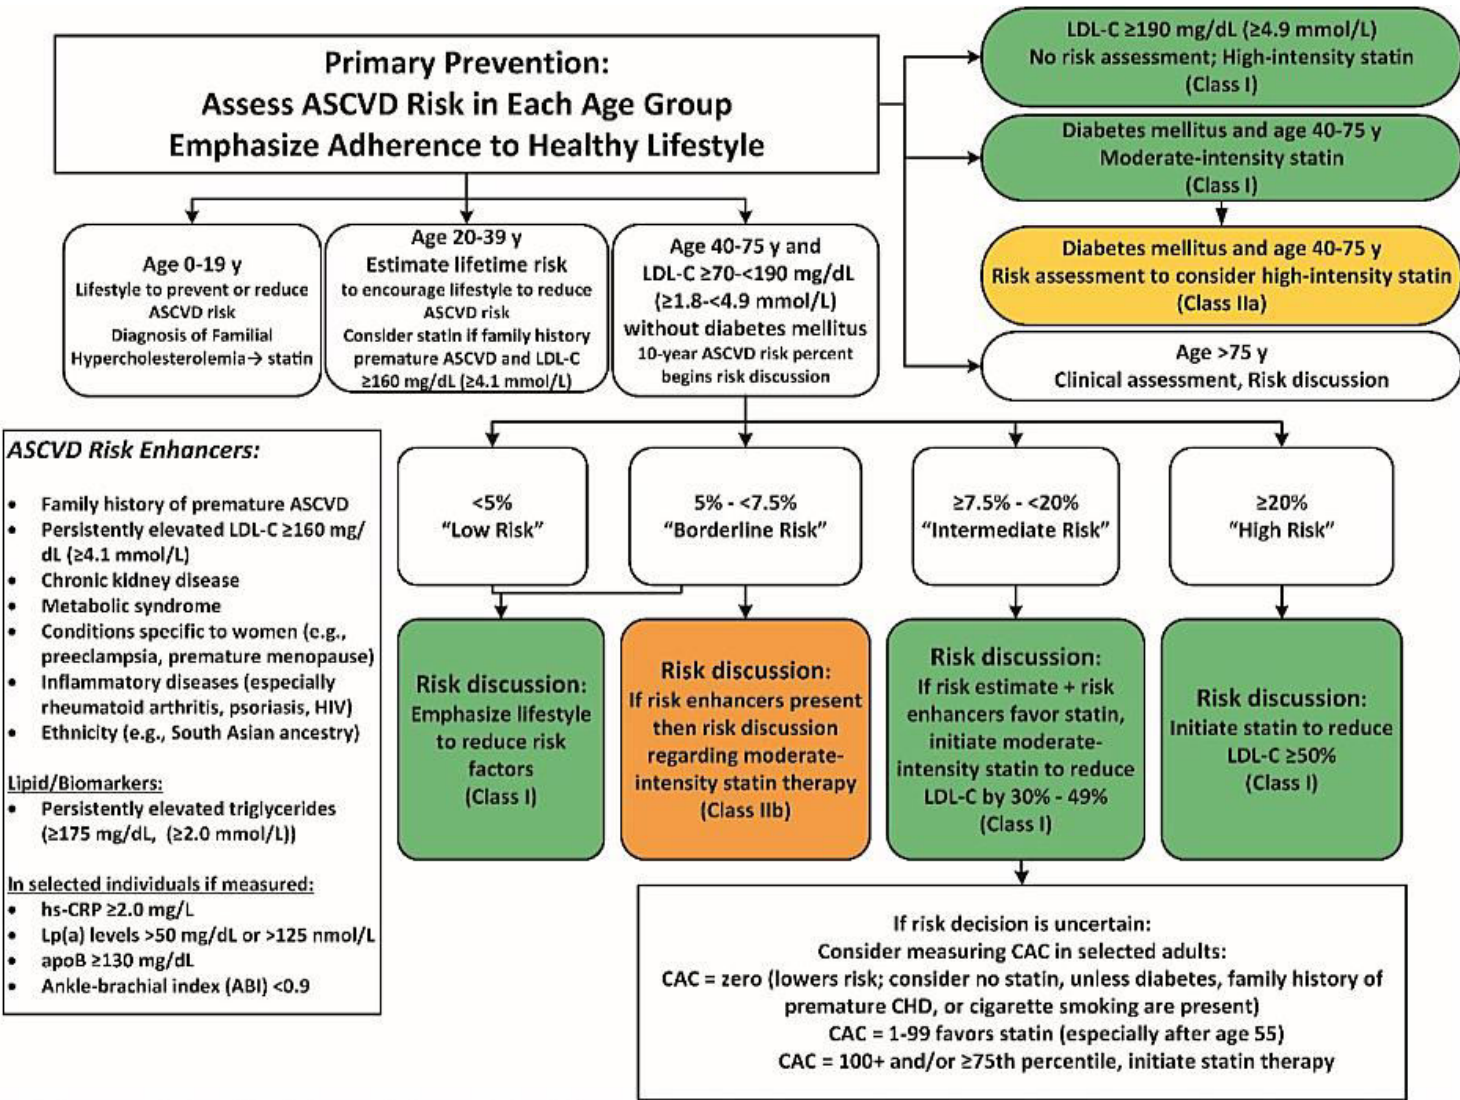 Primary Prevention:
Assess ASCVD Risk in Each Age Group
Emphasize Adherence to Healthy Lifestyle
LDL-C ≥190 mg/dL (≥4.9 mmol/L)
No risk assessment; High-intensity statin
(Class I)
Diabetes mellitus and age 40-75 y
Moderate-intensity statin
(Class I)
Diabetes mellitus and age 40-75 y
Risk assessment to consider high-intensity statin
(Class IIa)
Age >75 y
Clinical assessment, Risk discussion
Age 0-19 y
Lifestyle to prevent or reduce
ASCVD risk
Diagnosis of Familial
Hypercholesterolemia→ statin
Age 20-39 y
Estimate lifetime risk
to encourage lifestyle to reduce
ASCVD risk
Consider statin if family history
premature ASCVD and LDL-C
≥160 mg/dL (≥4.1 mmol/L)
Age 40-75 y and
LDL-C ≥70-<190 mg/dL
(≥1.8-<4.9 mmol/L)
without diabetes mellitus
10-year ASCVD risk percent
begins risk discussion
ASCVD Risk Enhancers:
• Family history of premature ASCVD
• Persistently elevated LDL-C ≥160 mg/
dL (≥4.1 mmol/L)
• Chronic kidney disease
• Metabolic syndrome
• Conditions specific to women (e.g.,
preeclampsia, premature menopause)
• Inflammatory diseases (especially
rheumatoid arthritis, psoriasis, HIV)
• Ethnicity (e.g., South Asian ancestry)
Lipid/Biomarkers:
• Persistently elevated triglycerides
(≥175 mg/dL, (≥2.0 mmol/L))
In selected individuals if measured:
• hs-CRP ≥2.0 mg/L
• Lp(a) levels >50 mg/dL or >125 nmol/L
• apoB ≥130 mg/dL
• Ankle-brachial index (ABI) <0.9
<5%
"Low Risk"
5% - <7.5%
"Borderline Risk"
≥7.5% - <20%
"Intermediate Risk"
≥20%
"High Risk"
Risk discussion:
Emphasize lifestyle
to reduce risk
factors
(Class I)
Risk discussion:
If risk enhancers present
then risk discussion
regarding moderate-
intensity statin therapy
(Class IIb)
Risk discussion:
If risk estimate + risk
enhancers favor statin,
initiate moderate-
intensity statin to reduce
LDL-C by 30% - 49%
(Class I)
Risk discussion:
Initiate statin to reduce
LDL-C ≥50%
(Class I)
If risk decision is uncertain:
Consider measuring CAC in selected adults:
CAC = zero (lowers risk; consider no statin, unless diabetes, family history of
premature CHD, or cigarette smoking are present)
CAC = 1-99 favors statin (especially after age 55)
CAC = 100+ and/or ≥75th percentile, initiate statin therapy